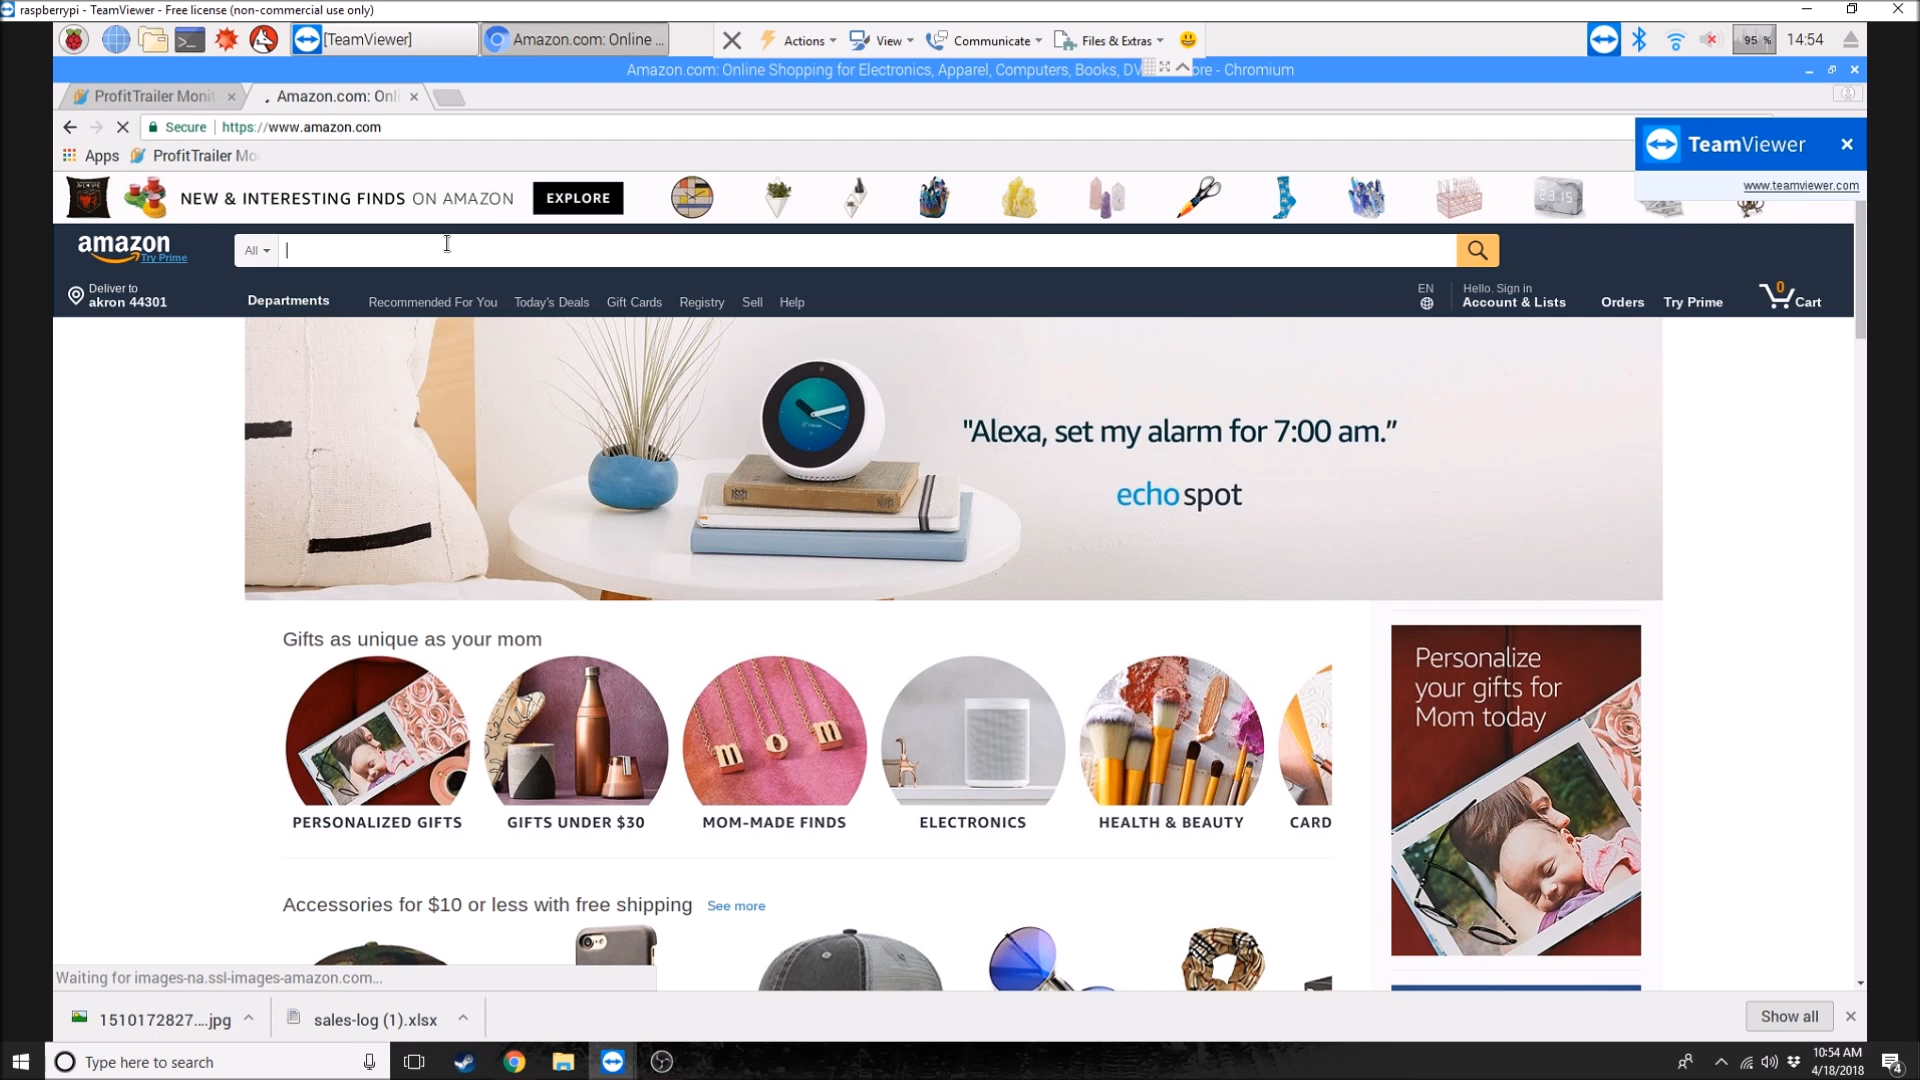 raspberrypi - TeamViewer - Free license (non-commercial use only)
[TeamViewer]
Amazon.com: Online ...
Actions
View
Communicate
Files & Extras
95 %
14:54
Amazon.com: Online Shopping for Electronics, Apparel, Computers, Books, DV
ore - Chromium
ProfitTrailer Monit
Amazon.com: Onli
Secure
https://www.amazon.com
TeamViewer
Apps
ProfitTrailer Mo
www.teamviewer.com
NEW & INTERESTING FINDS ON AMAZON
EXPLORE
amazon
Try Prime
All
Deliver to
akron 44301
Departments
Recommended For You
Today's Deals
Gift Cards
Registry
Sell
Help
EN
Hello. Sign in
Account & Lists
Orders
Try Prime
0
Cart
"Alexa, set my alarm for 7:00 am.”
echo spot
Gifts as unique as your mom
PERSONALIZED GIFTS
GIFTS UNDER $30
MOM-MADE FINDS
ELECTRONICS
HEALTH & BEAUTY
CARD
Personalize
your gifts for
Mom today
Accessories for $10 or less with free shipping
See more
Waiting for images-na.ssl-images-amazon.com...
1510172827....jpg
sales-log (1).xlsx
Show all
Type here to search
10:54 AM
4/18/2018
4